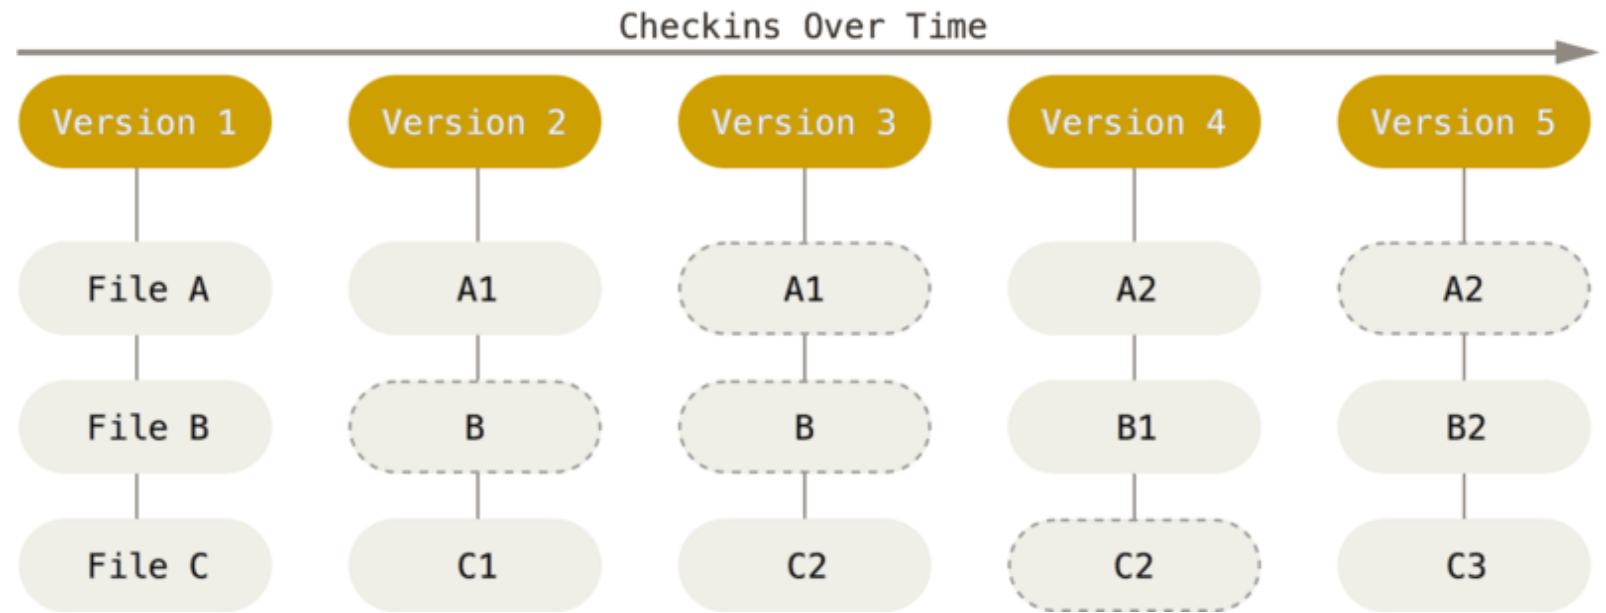 Checkins Over Time
Version 1 Version 2 Version 3 Version 4 Version 5
File A A1 A1 A2 A2
File B B B B1 B2
File C C1 C2 C2 C3